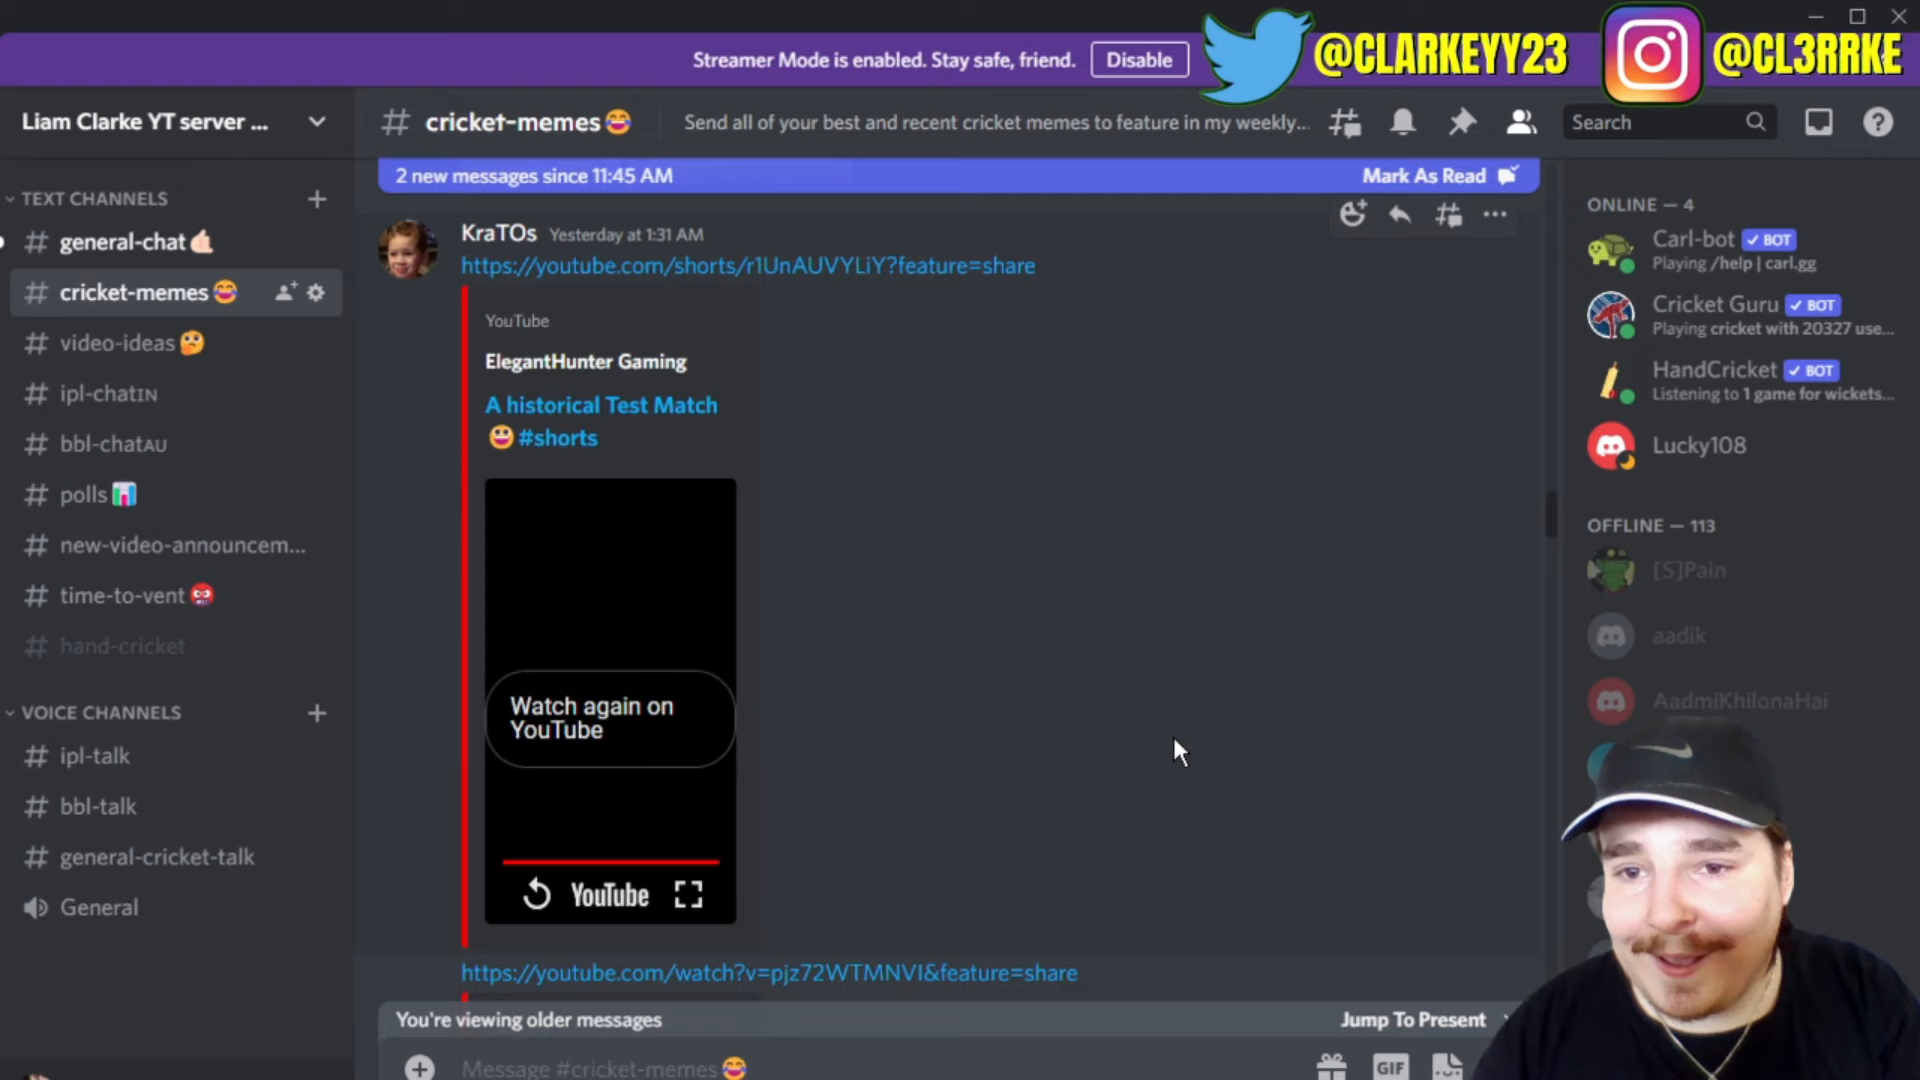 Streamer Mode is enabled. Stay safe, friend.
Disable
@CLARKEYY23
@CL3RRKE
Liam Clarke YT server ...
# cricket-memes😂
Send all of your best and recent cricket memes to feature in my weekly...
Search
2 new messages since 11:45 AM
Mark As Read
TEXT CHANNELS
# general-chat🤙🏻
# cricket-memes😂
# video-ideas🤔
# ipl-chatIN
# bbl-chatAU
# polls📊
# new-video-announcem...
# time-to-vent👹
# hand-cricket
VOICE CHANNELS
# ipl-talk
# bbl-talk
# general-cricket-talk
General
KraTOs Yesterday at 1:31 AM
https://youtube.com/shorts/r1UnAUVYLiY?feature=share
YouTube
ElegantHunter Gaming
A historical Test Match
😀 #shorts
Watch again on
YouTube
YouTube
https://youtube.com/watch?v=pjz72WTMNVI&feature=share
You're viewing older messages
Jump To Present
Message #cricket-memes😂
GIF
ONLINE — 4
Carl-bot ✓ BOT
Playing /help | carl.gg
Cricket Guru ✓ BOT
Playing cricket with 20327 use...
HandCricket ✓ BOT
Listening to 1 game for wickets...
Lucky108
OFFLINE — 113
[S]Pain
aadik
AadmiKhilonaHai